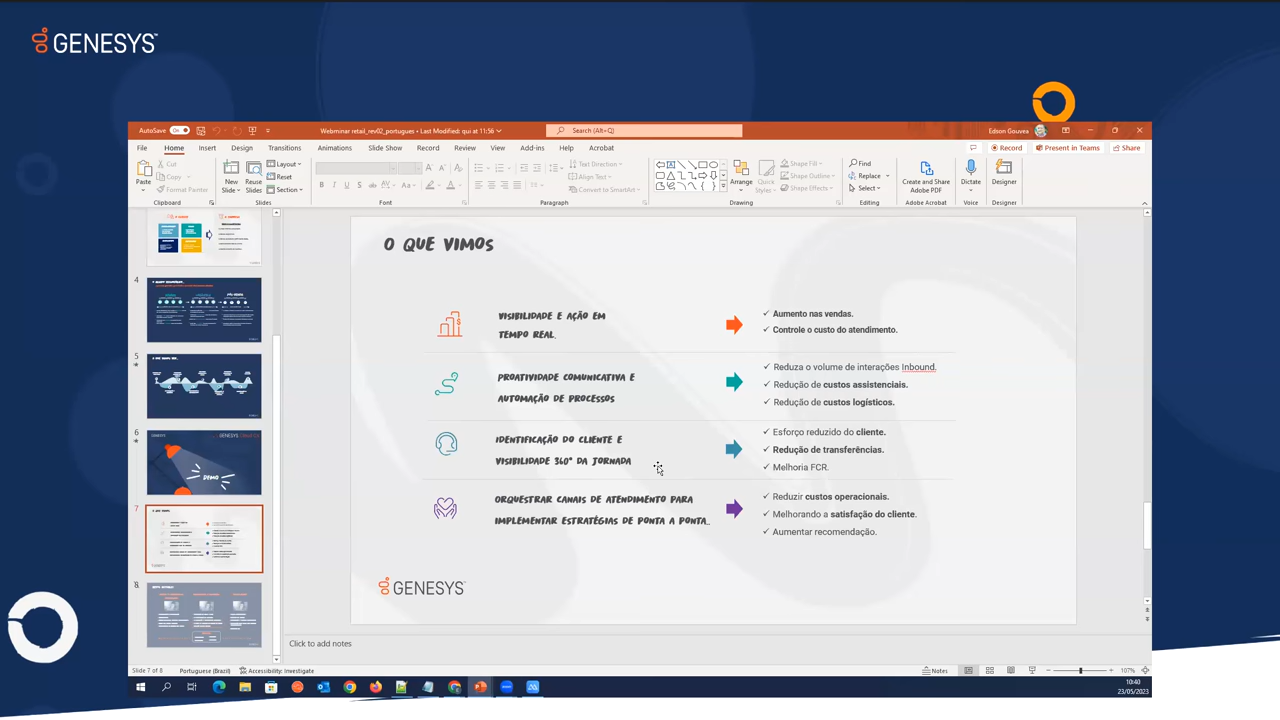 GENESYS™
AutoSave On
Webminar retail_rev02_portugues • Last Modified: qui at 11:56
Search (Alt+Q)
Edson Gouvea
File Home Insert Design Transitions Animations Slide Show Record Review View Add-ins Help Acrobat
Record Present in Teams Share
Paste
Cut
Copy
Format Painter
Clipboard
New Slide
Reuse Slides
Layout
Reset
Section
Slides
Font
Text Direction
Align Text
Convert to SmartArt
Paragraph
Arrange
Quick Styles
Shape Fill
Shape Outline
Shape Effects
Drawing
Find
Replace
Select
Editing
Create and Share Adobe PDF
Adobe Acrobat
Dictate
Voice
Designer
Designer
4
5
6
GENESYS
DEMO
7
8
O QUE VIMOS
VISIBILIDADE E AÇÃO EM
TEMPO REAL.
✓ Aumento nas vendas.
✓ Controle o custo do atendimento.
PROATIVIDADE COMUNICATIVA E
AUTOMAÇÃO DE PROCESSOS
✓ Reduza o volume de interações Inbound.
✓ Redução de custos assistenciais.
✓ Redução de custos logísticos.
IDENTIFICAÇÃO DO CLIENTE E
VISIBILIDADE 360° DA JORNADA
✓ Esforço reduzido do cliente.
✓ Redução de transferências.
✓ Melhoria FCR.
ORQUESTRAR CANAIS DE ATENDIMENTO PARA
IMPLEMENTAR ESTRATÉGIAS DE PONTA A PONTA..
✓ Reduzir custos operacionais.
✓ Melhorando a satisfação do cliente.
✓ Aumentar recomendação.
GENESYS™
Click to add notes
Slide 7 of 8 Portuguese (Brazil) Accessibility: Investigate
Notes
107%
10:40
23/05/2023